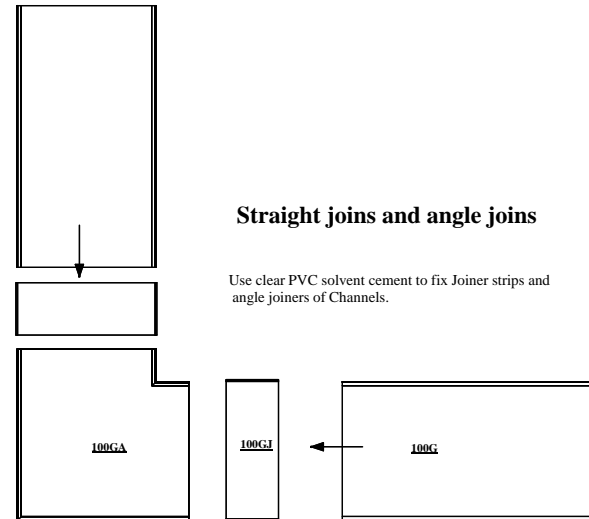 Straight joins and angle joins
Use clear PVC solvent cement to fix Joiner strips and
angle joiners of Channels.
100GA
100GJ
100G